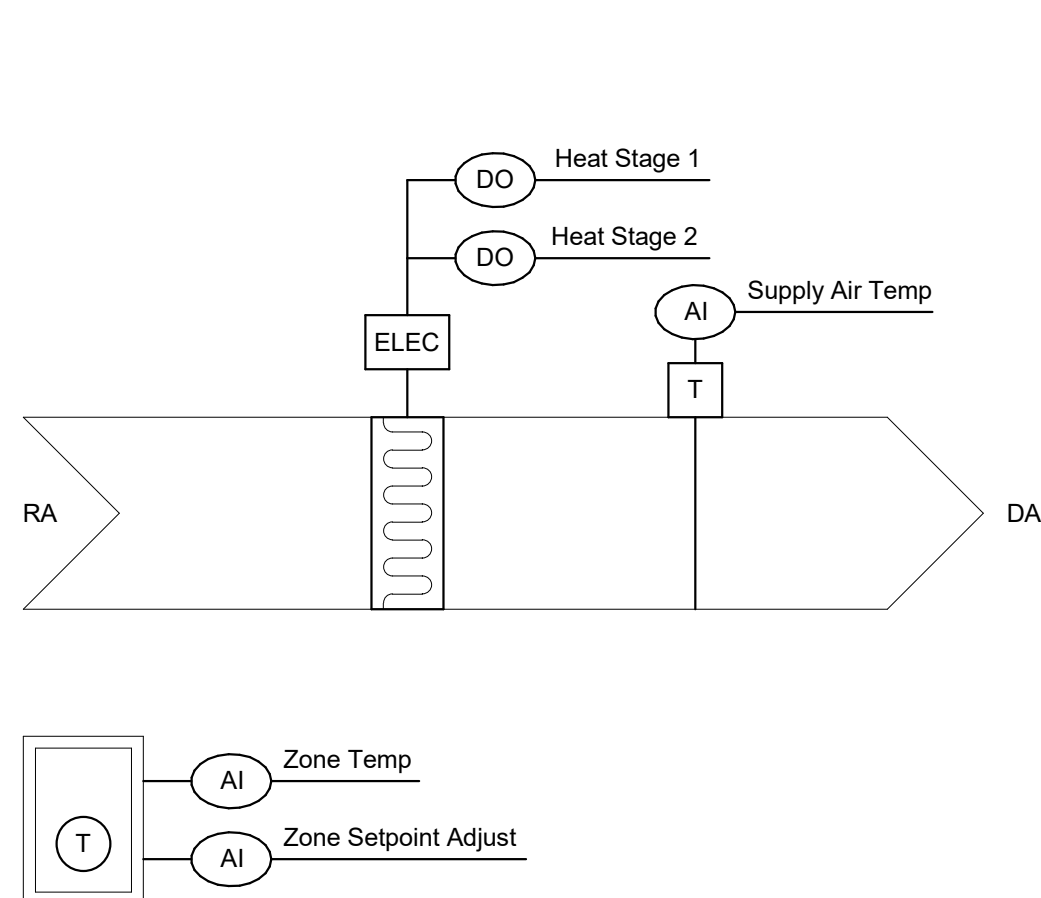 Heat Stage 1
DO
Heat Stage 2
DO
Supply Air Temp
AI
ELEC
T
RA
DA
Zone Temp
AI
Zone Setpoint Adjust
AI
T